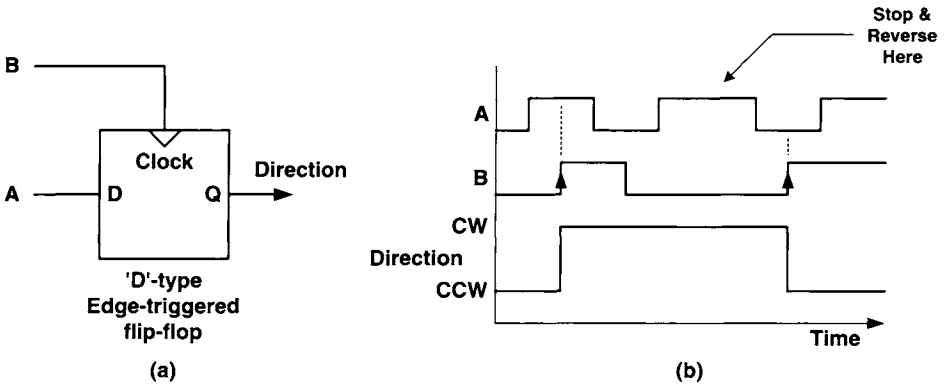 B
Clock
A
D
Q
Direction
'D'-type
Edge-triggered
flip-flop
(a)
Stop &
Reverse
Here
A
B
CW
Direction
CCW
Time
(b)